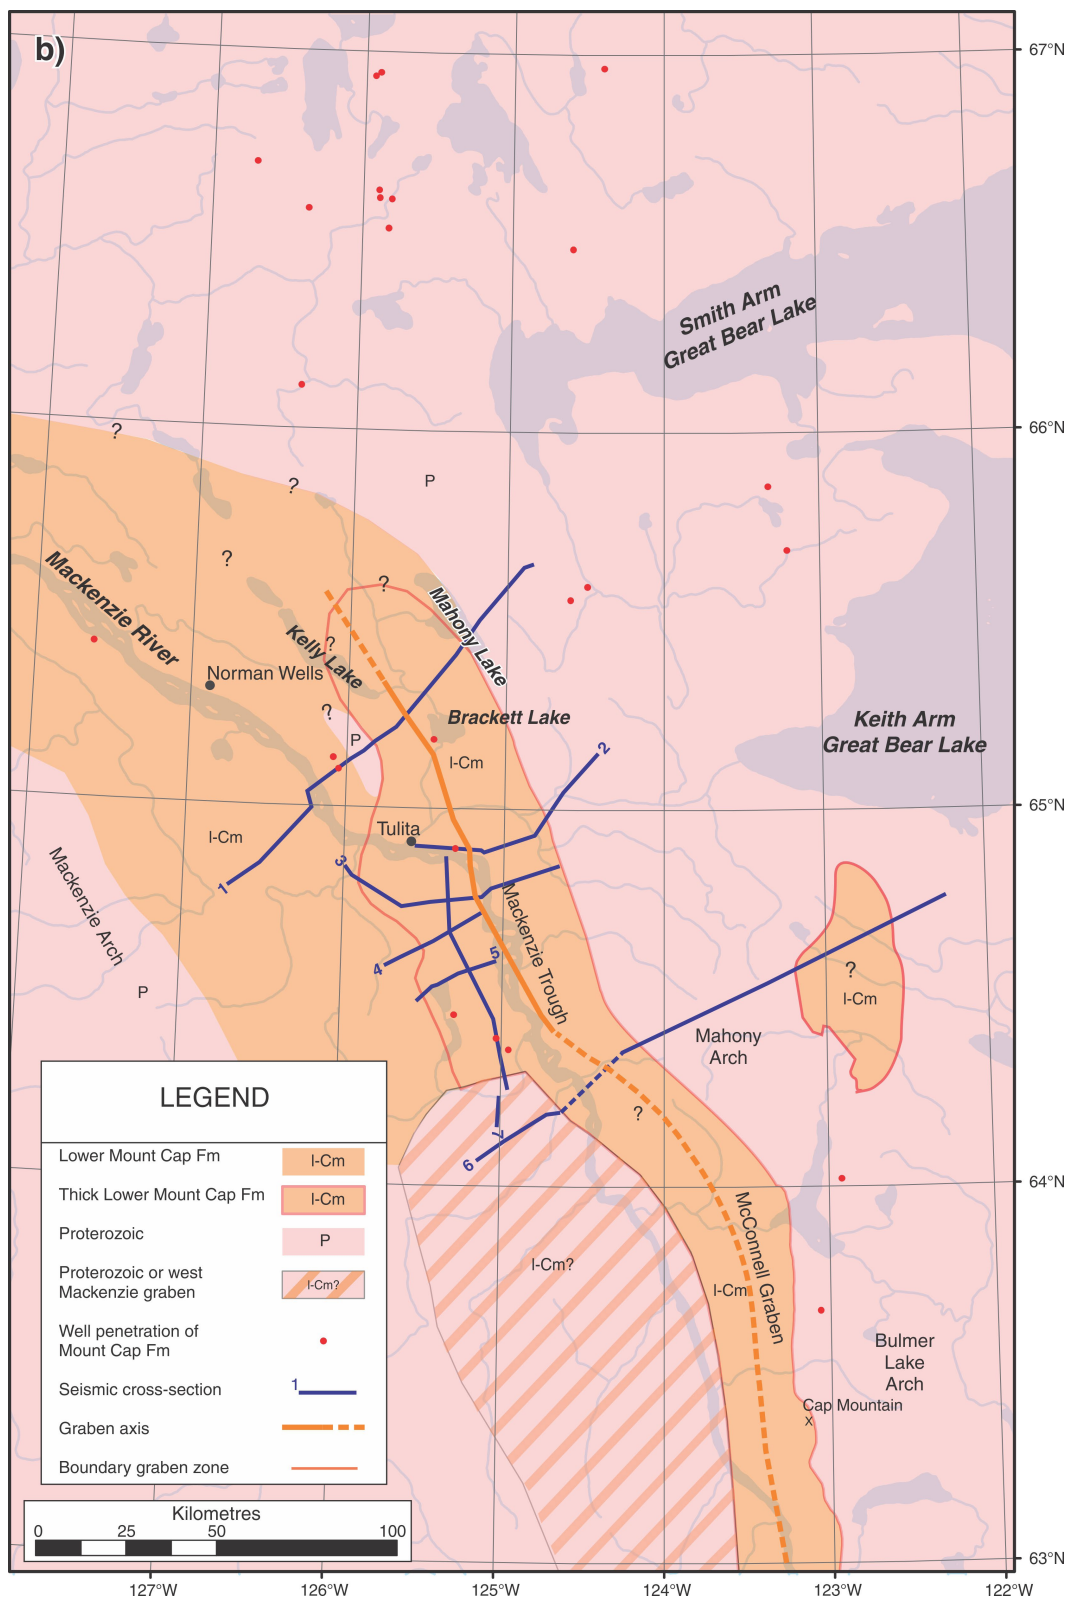 b)
67°N
Smith Arm
Great Bear Lake
66°N
?
?
P
?
?
Mackenzie River
Mahony Lake
?
Kelly Lake
Norman Wells
?
P
Brackett Lake
Keith Arm
Great Bear Lake
2
l-Cm
65°N
l-Cm
Tulita
3
1
Mackenzie Arch
Mackenzie Trough
4
5
?
l-Cm
P
Mahony
Arch
?
7
6
64°N
McConnell Graben
l-Cm?
l-Cm
Bulmer
Lake
Arch
Cap Mountain
x
LEGEND
Lower Mount Cap Fm
l-Cm
Thick Lower Mount Cap Fm
l-Cm
Proterozoic
P
Proterozoic or west
Mackenzie graben
l-Cm?
Well penetration of
Mount Cap Fm
Seismic cross-section
1
Graben axis
Boundary graben zone
Kilometres
0 25 50 100
63°N
127°W 126°W 125°W 124°W 123°W 122°W